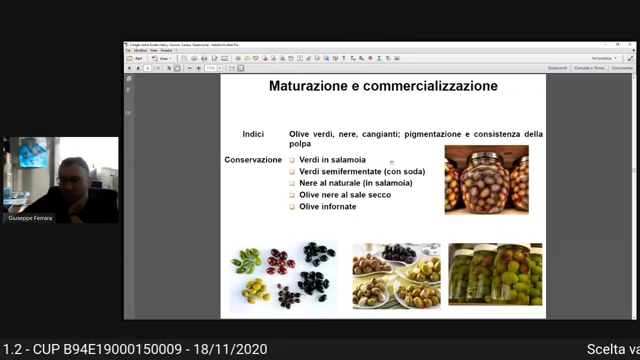 Maturazione e commercializzazione
Indici
Olive verdi, nere, cangianti; pigmentazione e consistenza della
polpa
Conservazione
Verdi in salamoia
Verdi semifermentate (con soda)
Nere al naturale (in salamoia)
Olive nere al sale secco
Olive infornate
Giuseppe Ferrara
1.2 - CUP B94E19000150009 - 18/11/2020
Scelta va